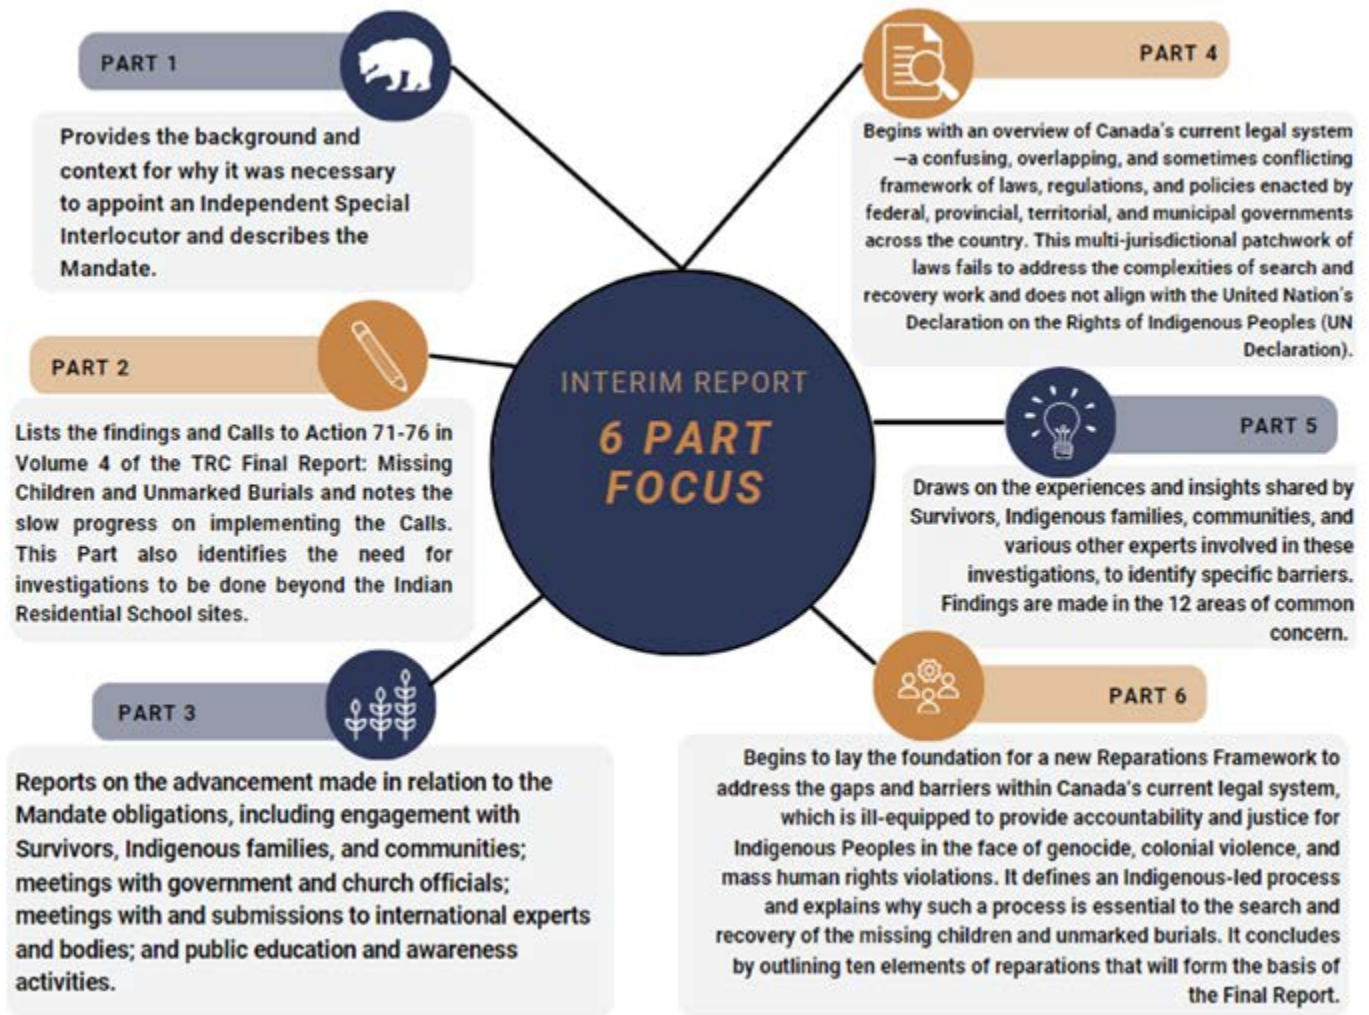 PART 1
Provides the background and
context for why it was necessary
to appoint an Independent Special
Interlocutor and describes the
Mandate.
PART 2
Lists the findings and Calls to Action 71-76 in
Volume 4 of the TRC Final Report: Missing
Children and Unmarked Burials and notes the
slow progress on implementing the Calls.
This Part also identifies the need for
investigations to be done beyond the Indian
Residential School sites.
PART 3
Reports on the advancement made in relation to the
Mandate obligations, including engagement with
Survivors, Indigenous families, and communities;
meetings with government and church officials;
meetings with and submissions to international experts
and bodies; and public education and awareness
activities.
INTERIM REPORT
6 PART
FOCUS
PART 4
Begins with an overview of Canada's current legal system
—a confusing, overlapping, and sometimes conflicting
framework of laws, regulations, and policies enacted by
federal, provincial, territorial, and municipal governments
across the country. This multi-jurisdictional patchwork of
laws fails to address the complexities of search and
recovery work and does not align with the United Nation's
Declaration on the Rights of Indigenous Peoples (UN
Declaration).
PART 5
Draws on the experiences and insights shared by
Survivors, Indigenous families, communities, and
various other experts involved in these
investigations, to identify specific barriers.
Findings are made in the 12 areas of common
concern.
PART 6
Begins to lay the foundation for a new Reparations Framework to
address the gaps and barriers within Canada's current legal system,
which is ill-equipped to provide accountability and justice for
Indigenous Peoples in the face of genocide, colonial violence, and
mass human rights violations. It defines an Indigenous-led process
and explains why such a process is essential to the search and
recovery of the missing children and unmarked burials. It concludes
by outlining ten elements of reparations that will form the basis of
the Final Report.